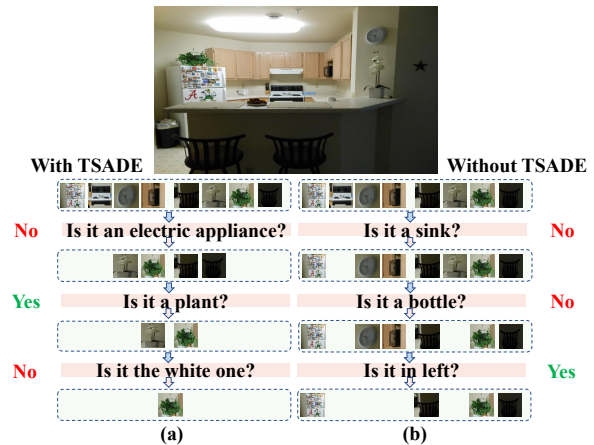 With TSADE
Without TSADE
No
Is it an electric appliance?
Is it a sink?
No
Yes
Is it a plant?
Is it a bottle?
No
No
Is it the white one?
Is it in left?
Yes
(a)
(b)